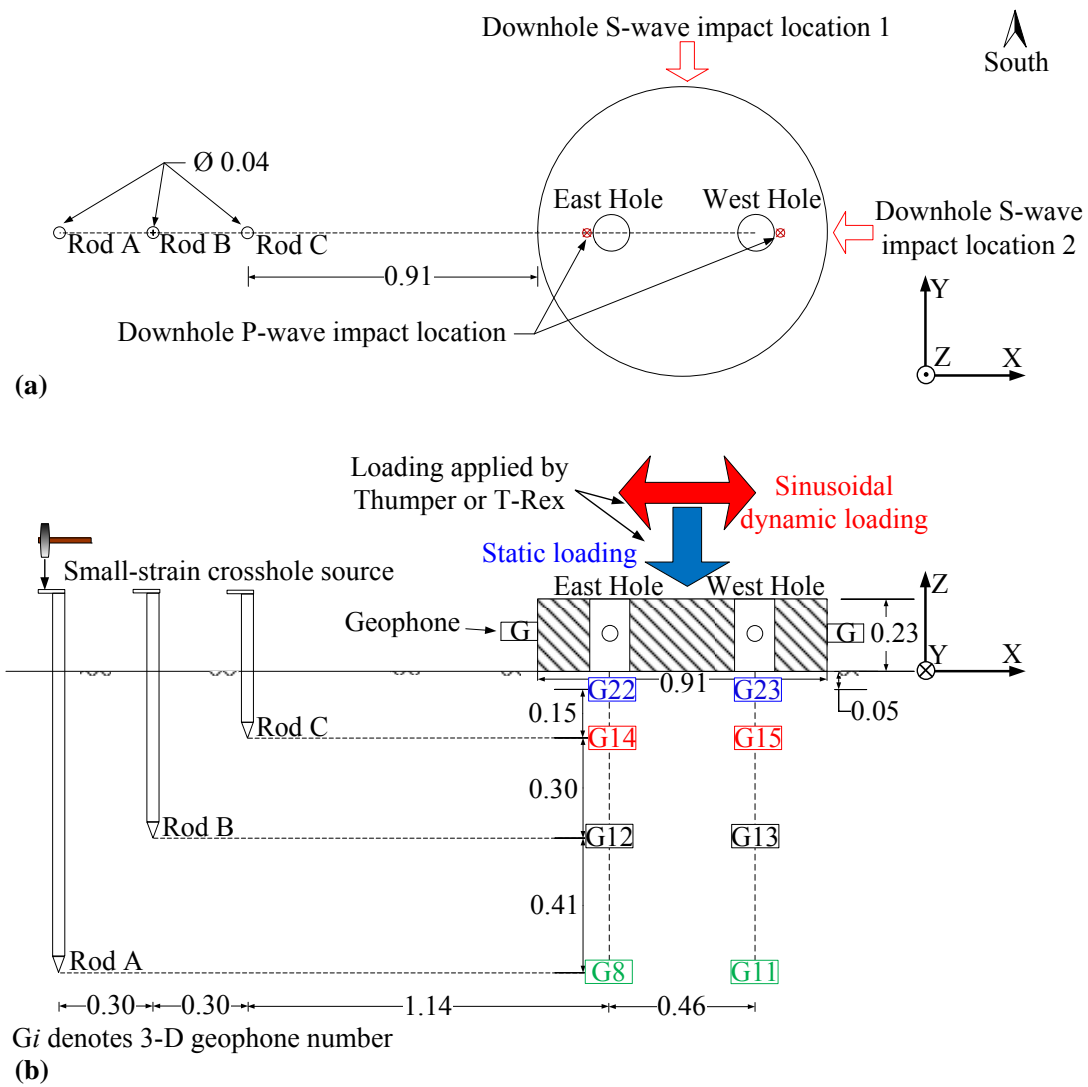 Downhole S-wave impact location 1
South
Ø 0.04
East Hole
West Hole
Rod A
Rod B
Rod C
Downhole S-wave
impact location 2
0.91
Downhole P-wave impact location
Y
Z
X
(a)
Loading applied by
Thumper or T-Rex
Sinusoidal
dynamic loading
Static loading
Small-strain crosshole source
East Hole
West Hole
Z
Geophone
G
G
0.23
Y
X
G22
0.91
G23
0.05
0.15
Rod C
G14
G15
0.30
Rod B
G12
G13
0.41
Rod A
G8
G11
0.30
0.30
1.14
0.46
Gi denotes 3-D geophone number
(b)